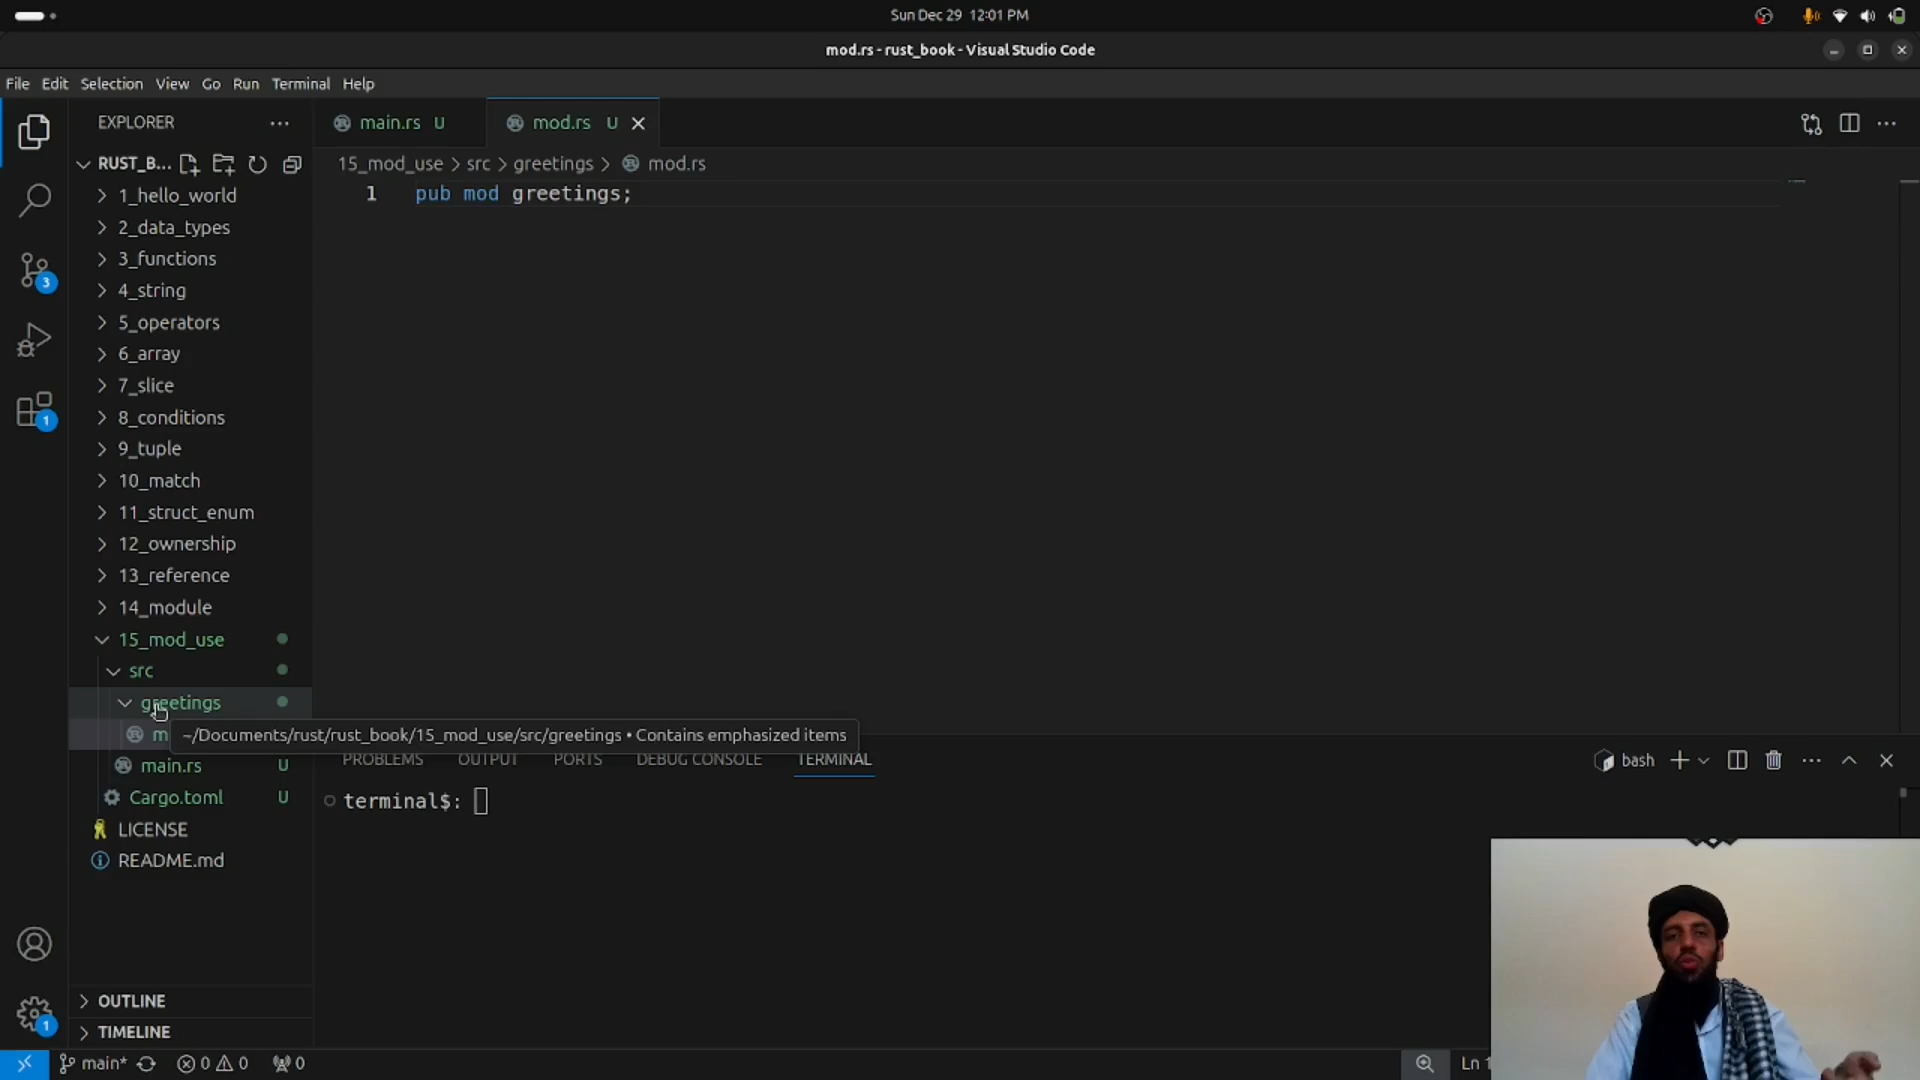 Sun Dec 29 12:01 PM
mod.rs - rust_book - Visual Studio Code
File Edit Selection View Go Run Terminal Help
EXPLORER
RUST_B...
1_hello_world
2_data_types
3_functions
4_string
5_operators
6_array
7_slice
8_conditions
9_tuple
10_match
11_struct_enum
12_ownership
13_reference
14_module
15_mod_use
src
greetings
m
main.rs U
Cargo.toml U
LICENSE
README.md
OUTLINE
TIMELINE
3
1
1
main.rs U
mod.rs U
15_mod_use > src > greetings > mod.rs
1 pub mod greetings;
~/Documents/rust/rust_book/15_mod_use/src/greetings • Contains emphasized items
PROBLEMS OUTPUT PORTS DEBUG CONSOLE TERMINAL
bash
terminal$:
main* 0 0 0
Ln 1